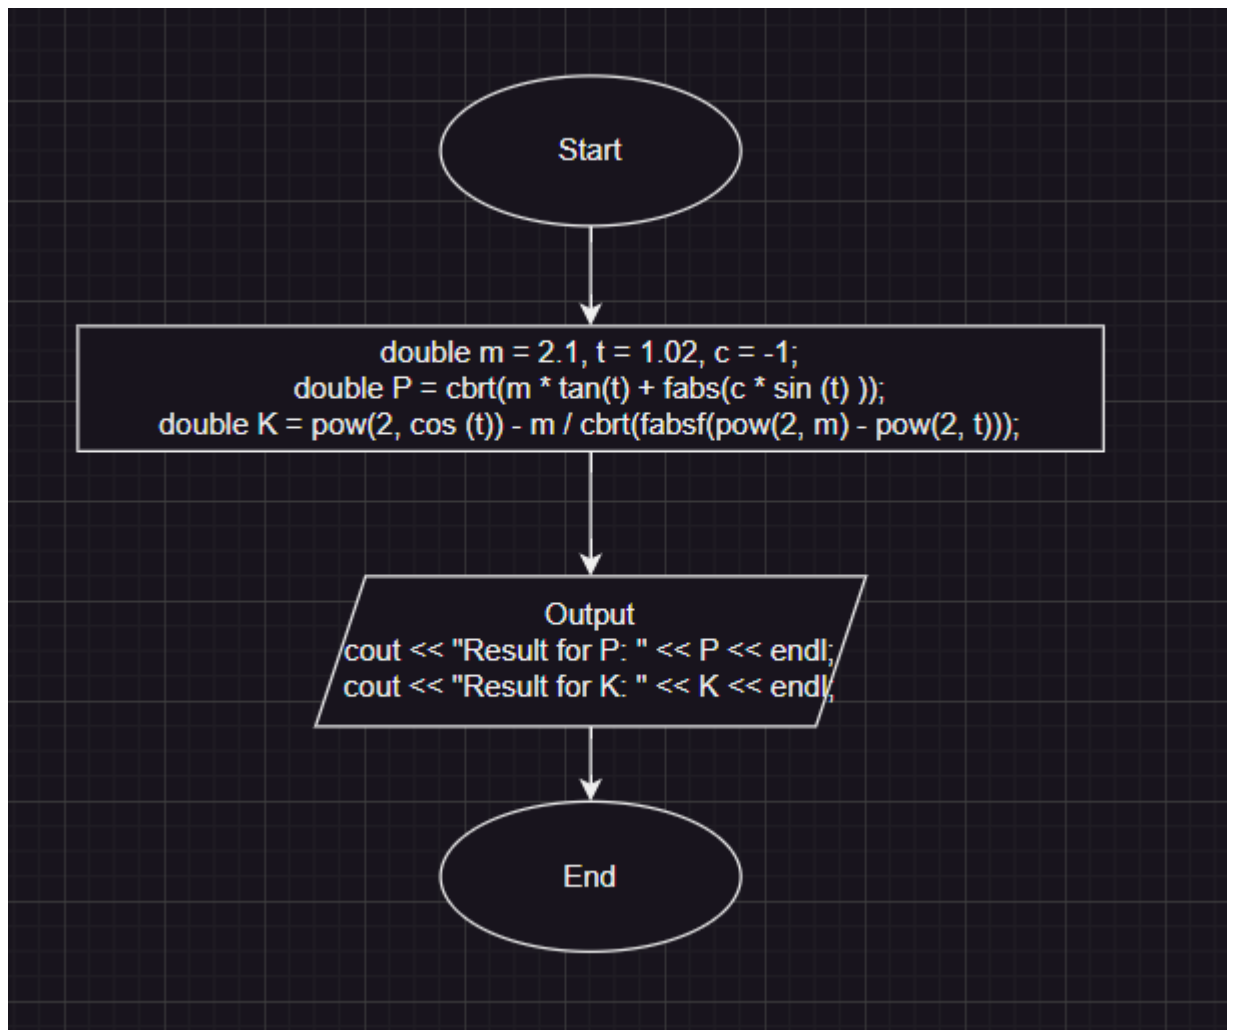 Start
double m = 2.1, t = 1.02, c = -1;
double P = cbrt(m * tan(t) + fabs(c * sin (t) ));
double K = pow(2, cos (t)) - m / cbrt(fabsf(pow(2, m) - pow(2, t)));
Output
cout << "Result for P: " << P << endl;
cout << "Result for K: " << K << endl;
End